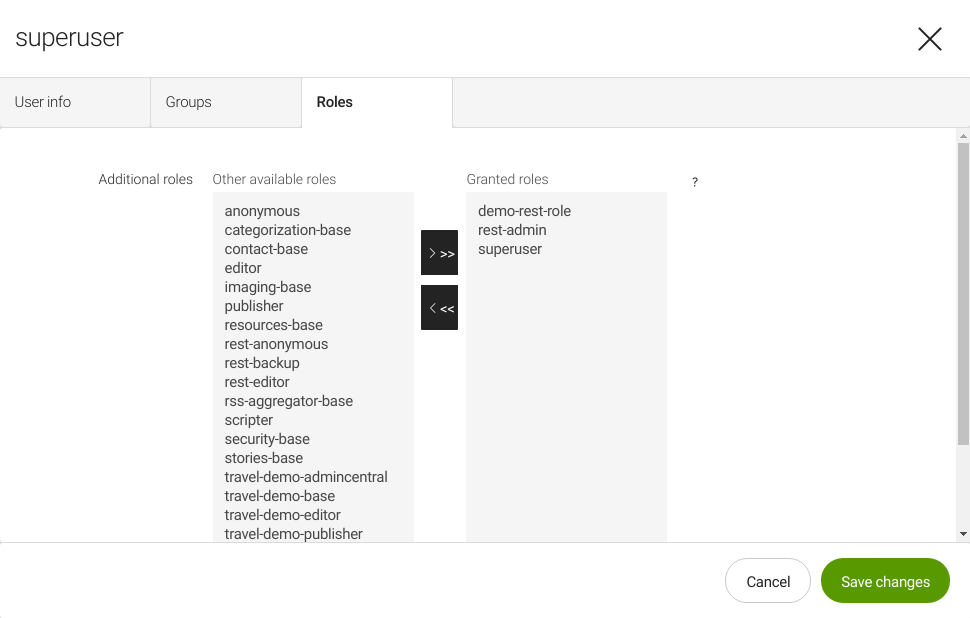 superuser
User info
Groups
Roles
Additional roles
Other available roles
anonymous
categorization-base
contact-base
editor
imaging-base
publisher
resources-base
rest-anonymous
rest-backup
rest-editor
rss-aggregator-base
scripter
security-base
stories-base
travel-demo-admincentral
travel-demo-base
travel-demo-editor
travel-demo-publisher
>>
<<
Granted roles
demo-rest-role
rest-admin
superuser
?
Cancel
Save changes